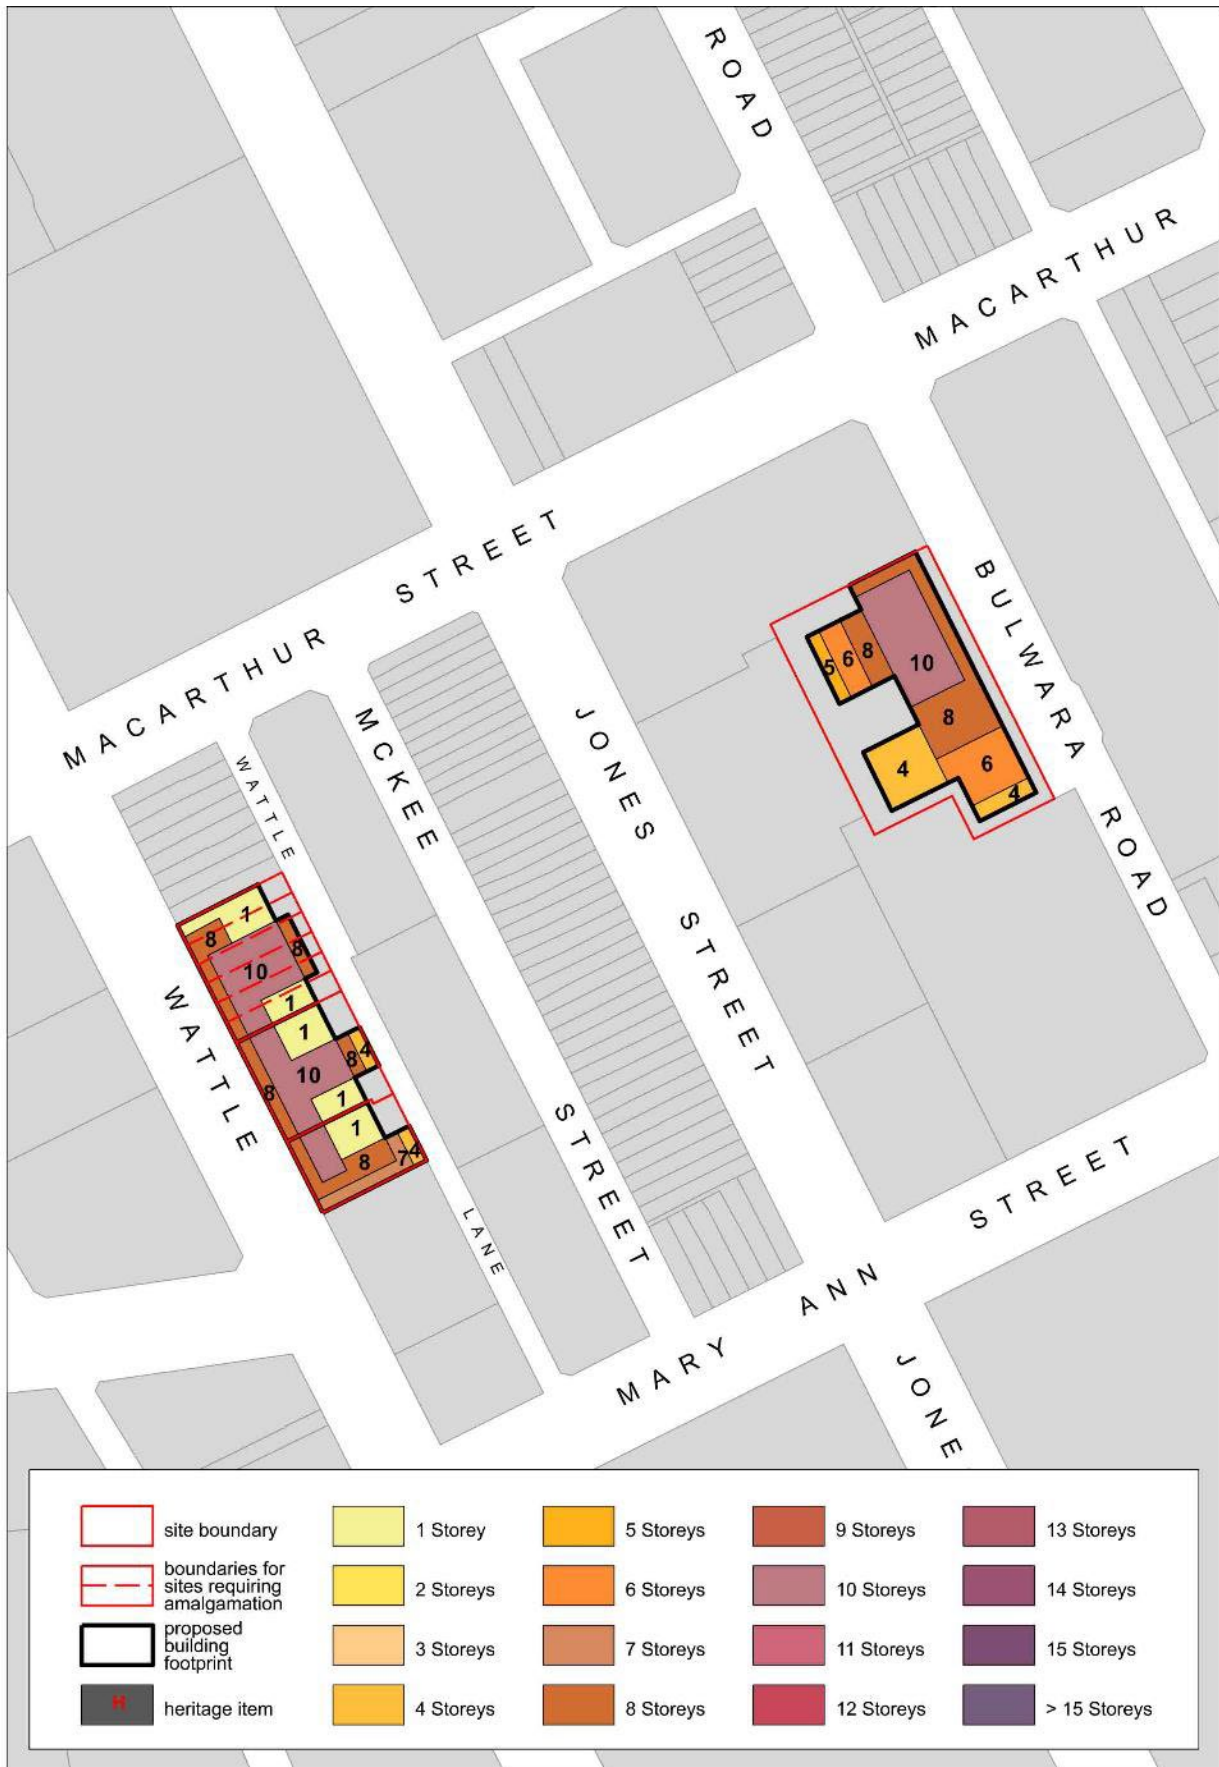 ROAD
MACARTHUR
MACARTHUR STREET
BULWARA ROAD
JONES STREET
MCKEE STREET
WATTLE LANE
WATTLE
5
6
8
10
8
4
6
4
1
8
8
10
1
1
8
4
10
8
1
1
8
7
4
MARY ANN STREET
JONE
site boundary
boundaries for
sites requiring
amalgamation
proposed
building
footprint
H
heritage item
1 Storey
2 Storeys
3 Storeys
4 Storeys
5 Storeys
6 Storeys
7 Storeys
8 Storeys
9 Storeys
10 Storeys
11 Storeys
12 Storeys
13 Storeys
14 Storeys
15 Storeys
> 15 Storeys